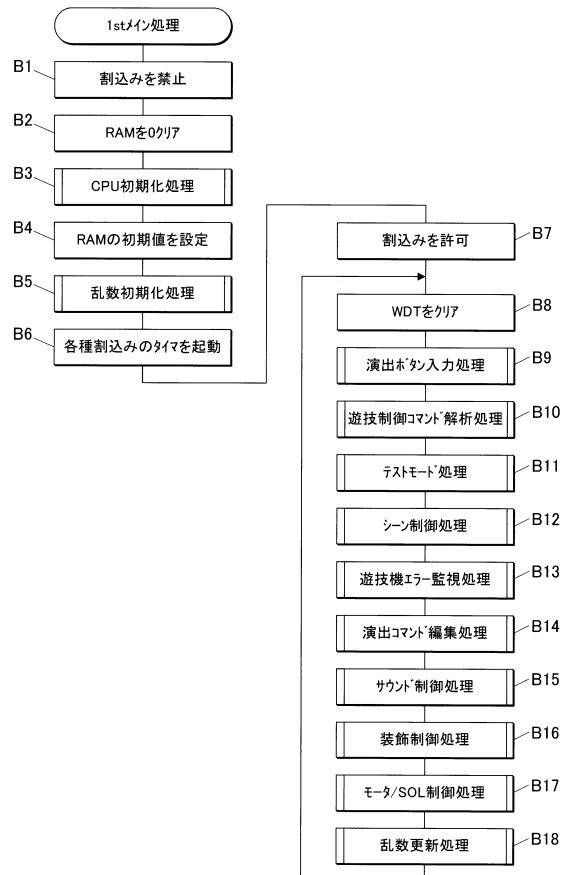 1stメイン処理
B1
割込みを禁止
B2
RAMを0クリア
B3
CPU初期化処理
B4
RAMの初期値を設定
B5
乱数初期化処理
B6
各種割込みのタイマを起動
割込みを許可
B7
WDTをクリア
B8
演出ボタン入力処理
B9
遊技制御コマンド解析処理
B10
テストモード処理
B11
シーン制御処理
B12
遊技機エラー監視処理
B13
演出コマンド編集処理
B14
サウンド制御処理
B15
装飾制御処理
B16
モータ/SOL制御処理
B17
乱数更新処理
B18